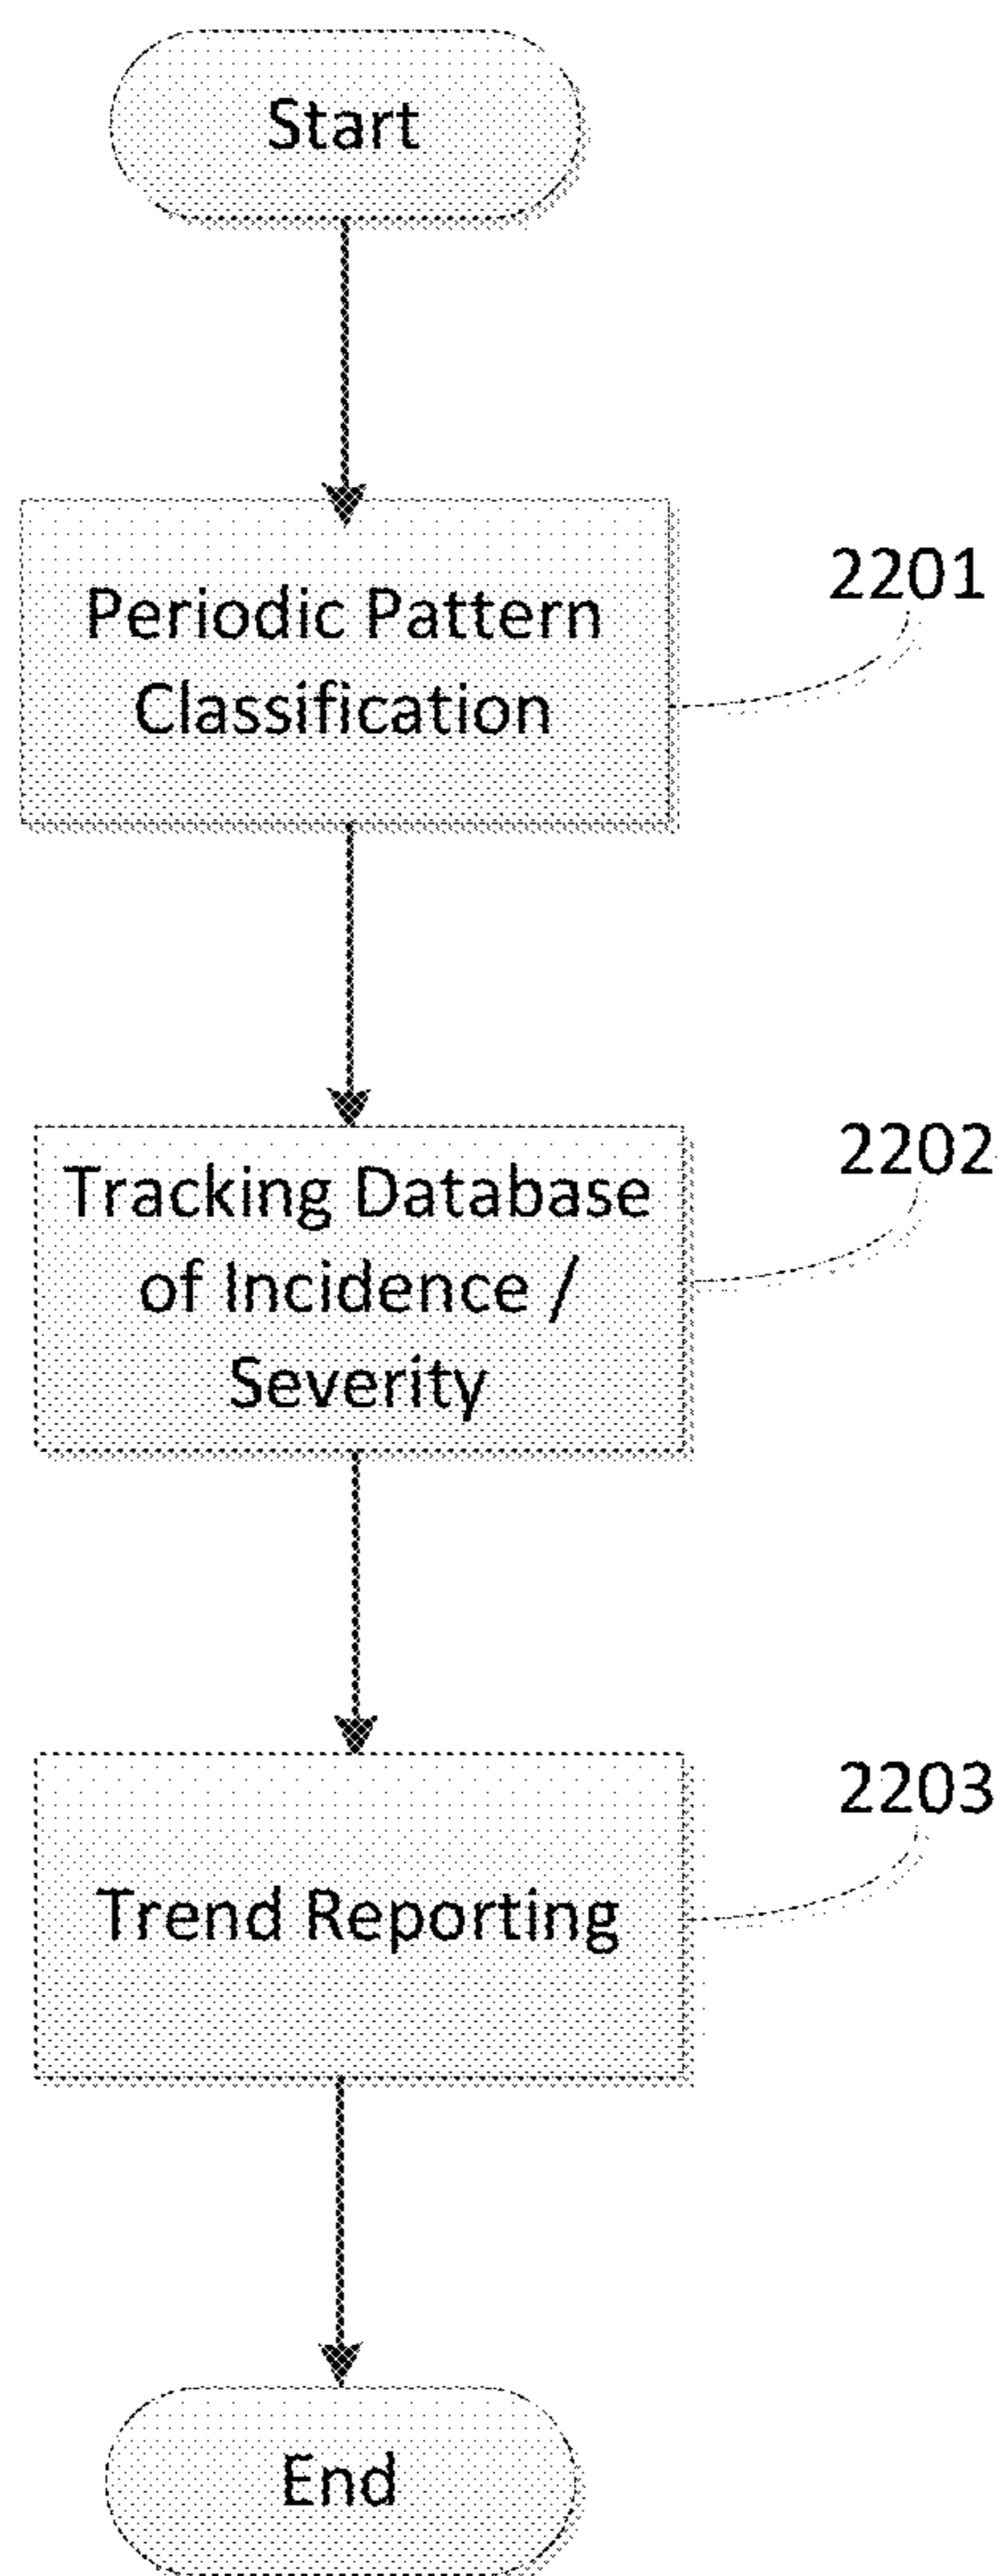 Start
Periodic Pattern
Classification
2201
Tracking Database
of Incidence /
Severity
2202
Trend Reporting
2203
End